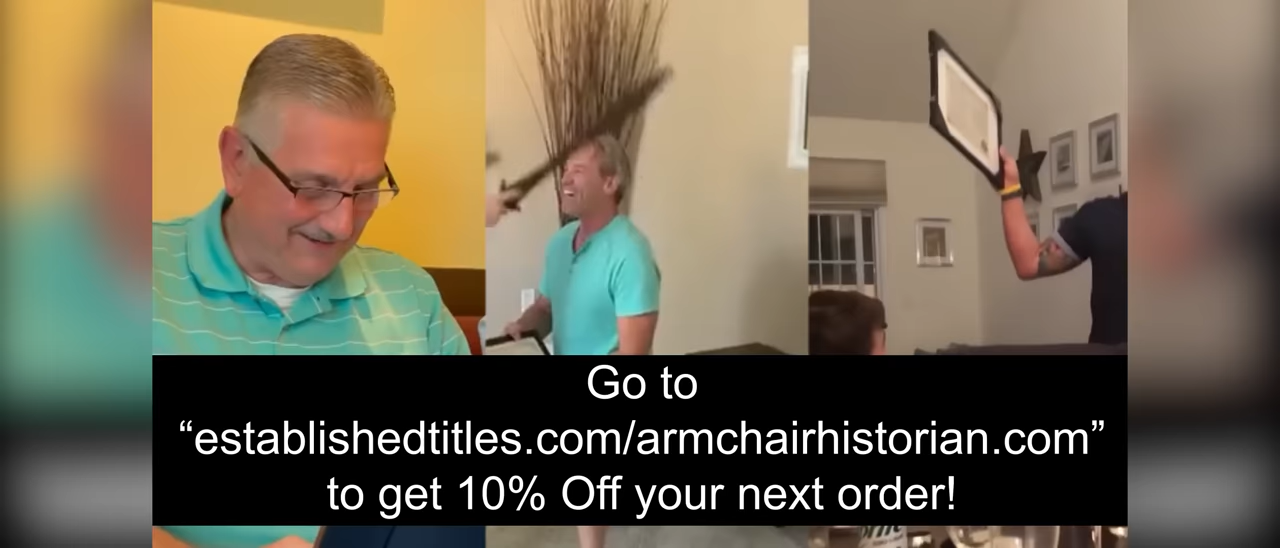 Go to
“establishedtitles.com/armchairhistorian.com”
to get 10% Off your next order!